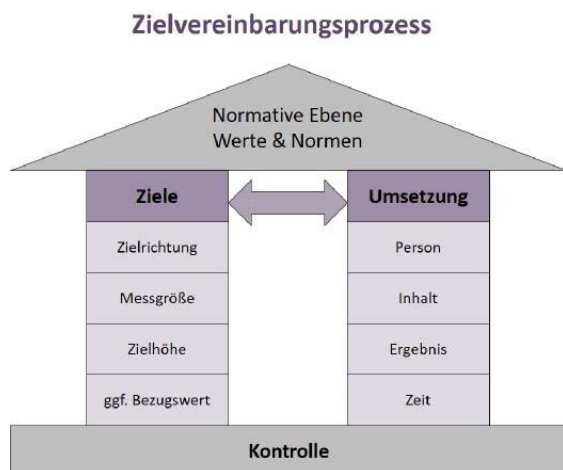 Zielvereinbarungsprozess
Normative Ebene
Werte & Normen
Ziele
Zielrichtung
Messgröße
Zielhöhe
ggf. Bezugswert
Umsetzung
Person
Inhalt
Ergebnis
Zeit
Kontrolle